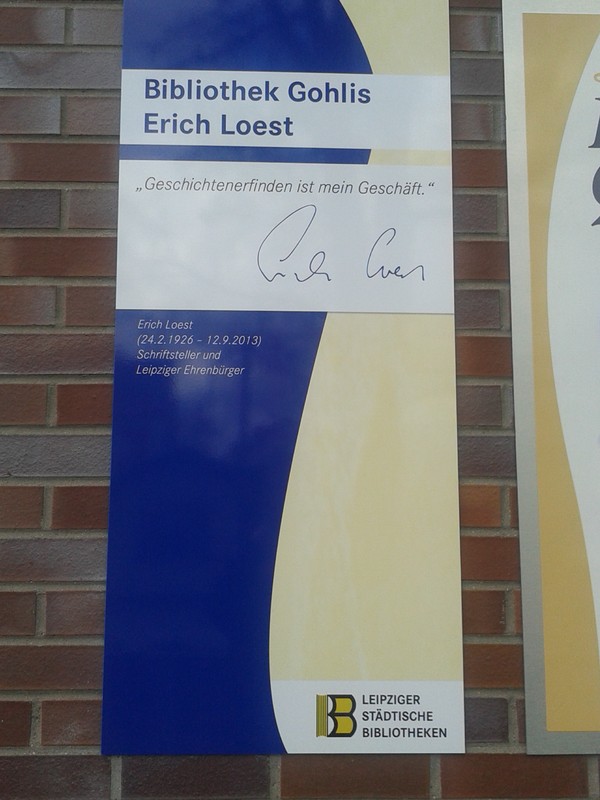 Bibliothek Gohlis
Erich Loest
„Geschichtenerfinden ist mein Geschäft.“
Erich Loest
Erich Loest
(24.2.1926 – 12.9.2013)
Schriftsteller und
Leipziger Ehrenbürger
LEIPZIGER
STÄDTISCHE
BIBLIOTHEKEN